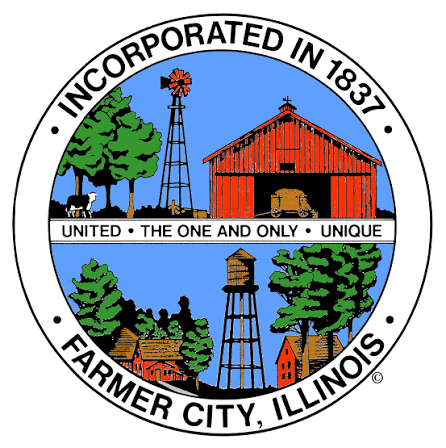 • INCORPORATED IN 1837 •
UNITED • THE ONE AND ONLY • UNIQUE
• FARMER CITY, ILLINOIS •
©